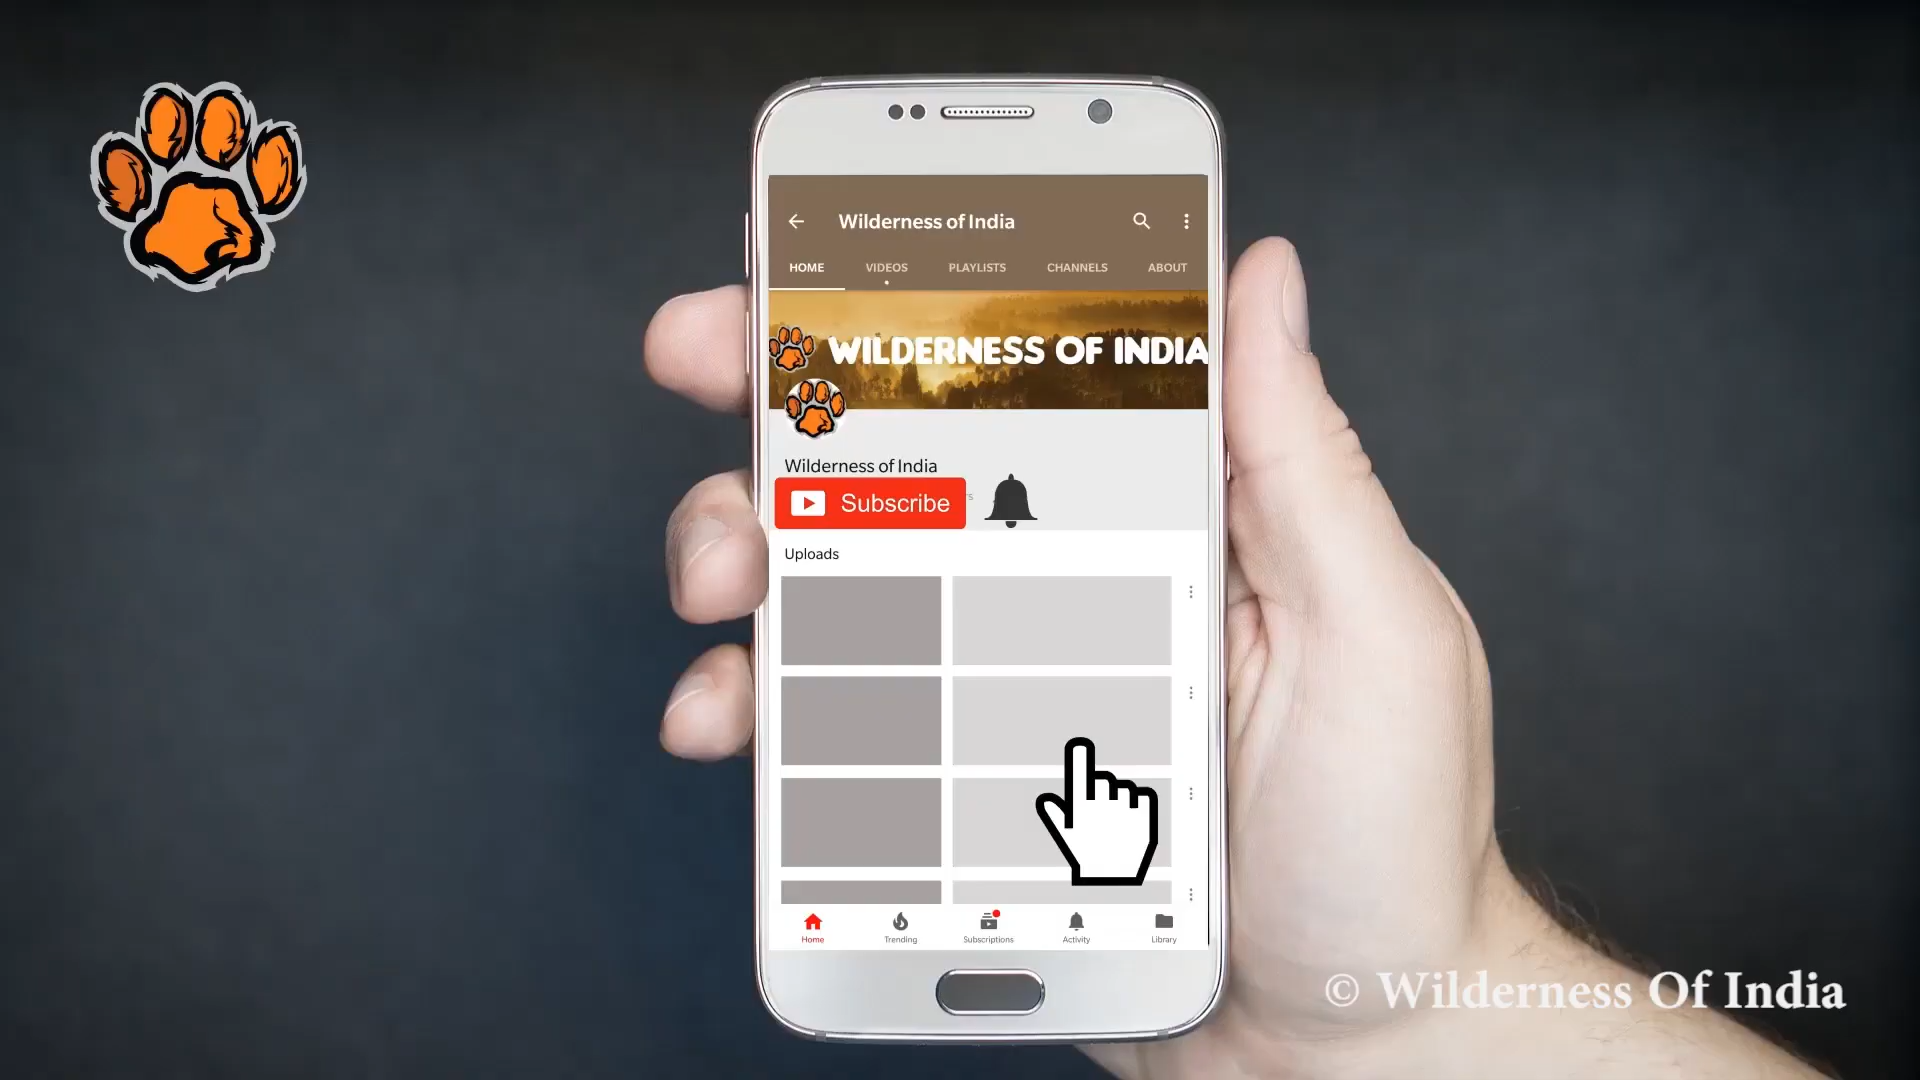 Wilderness of India
HOME VIDEOS PLAYLISTS CHANNELS ABOUT
WILDERNESS OF INDIA
Wilderness of India
Subscribe
Uploads
Home Trending Subscriptions Activity Library
© Wilderness Of India